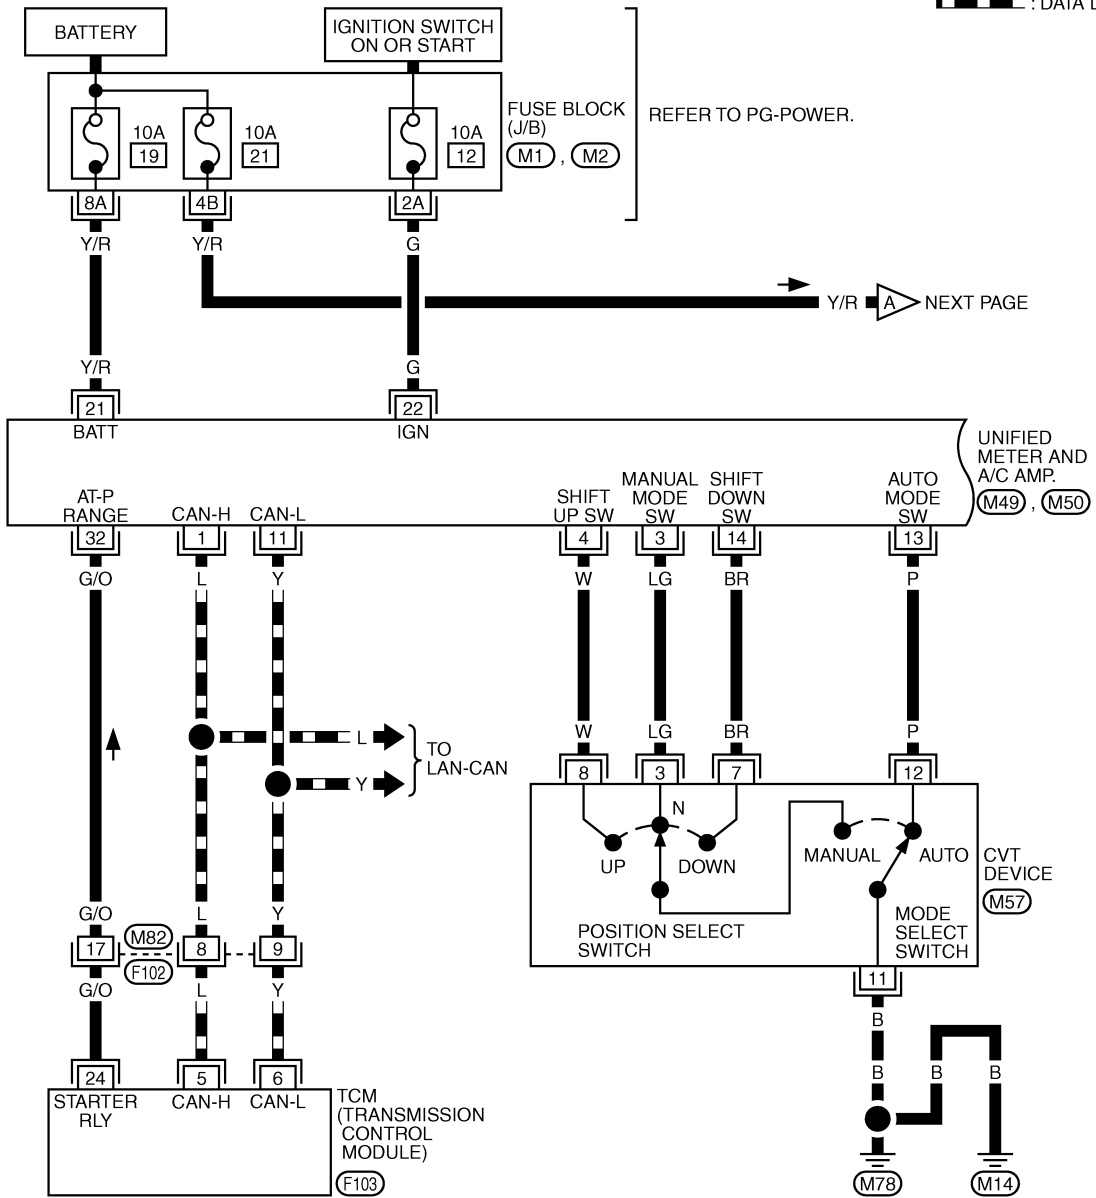 : DATA L
BATTERY
IGNITION SWITCH
ON OR START
10A
19
10A
21
10A
12
FUSE BLOCK
(J/B)
M1 , M2
REFER TO PG-POWER.
8A
4B
2A
Y/R
Y/R
G
Y/R
A
NEXT PAGE
Y/R
G
21
22
BATT
IGN
UNIFIED
METER AND
A/C AMP.
M49 , M50
AT-P
RANGE
CAN-H
CAN-L
SHIFT
UP SW
MANUAL
MODE
SW
SHIFT
DOWN
SW
AUTO
MODE
SW
32
1
11
4
3
14
13
G/O
L
Y
W
LG
BR
P
L
Y
TO
LAN-CAN
W
LG
BR
P
8
3
7
12
N
UP
DOWN
MANUAL
AUTO
POSITION SELECT
SWITCH
MODE
SELECT
SWITCH
CVT
DEVICE
M57
G/O
L
Y
17
M82
F102
8
9
G/O
L
Y
11
B
B
B
B
24
5
6
STARTER
RLY
CAN-H
CAN-L
TCM
(TRANSMISSION
CONTROL
MODULE)
F103
M78
M14